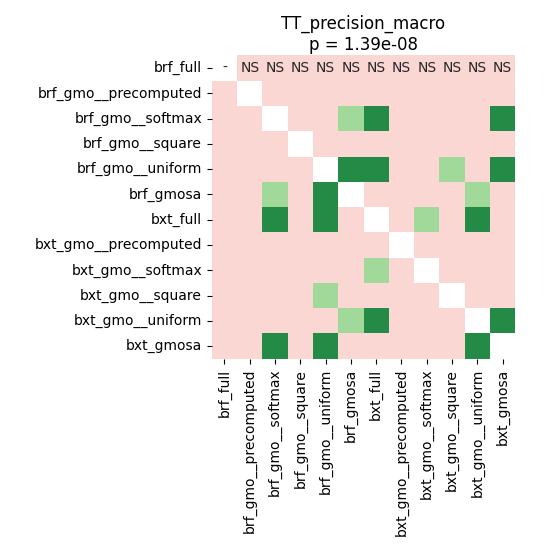 TT_precision_macro
p = 1.39e-08
brf_full - NS NS NS NS NS NS NS NS NS NS NS
brf_gmo__precomputed
brf_gmo__softmax
brf_gmo__square
brf_gmo__uniform
brf_gmosa
bxt_full
bxt_gmo__precomputed
bxt_gmo__softmax
bxt_gmo__square
bxt_gmo__uniform
bxt_gmosa
brf_full
brf_gmo__precomputed
brf_gmo__softmax
brf_gmo__square
brf_gmo__uniform
brf_gmosa
bxt_full
bxt_gmo__precomputed
bxt_gmo__softmax
bxt_gmo__square
bxt_gmo__uniform
bxt_gmosa